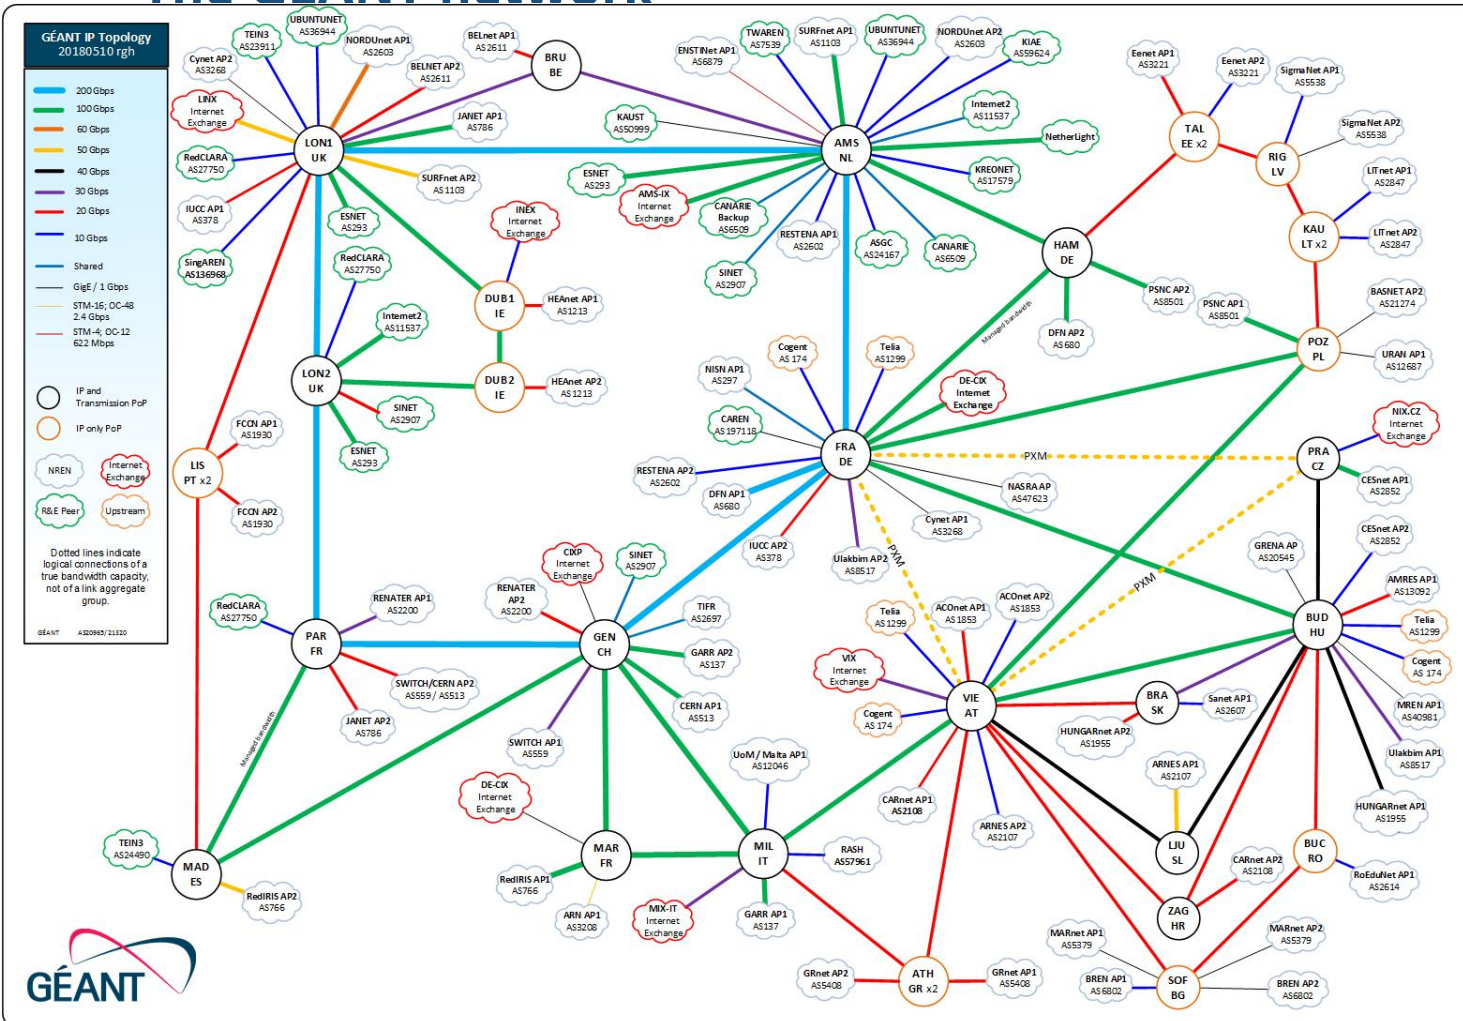 The GÉANT Network
GÉANT IP Topology
20180510 rgh
200 Gbps
100 Gbps
60 Gbps
50 Gbps
40 Gbps
30 Gbps
20 Gbps
10 Gbps
Shared
GigE / 1 Gbps
STM-16; OC-48
2.4 Gbps
STM-4; OC-12
622 Mbps
IP and
Transmission PoP
IP only PoP
NREN
Internet
Exchange
R&E Peer
Upstream
Dotted lines indicate
logical connections of a
true bandwidth capacity,
not of a link aggregate
group.
GÉANT AS20965/21320
Cynet AP2
AS3268
TEIN3
AS23911
UBUNTUNET
AS36944
NORDUnet AP1
AS2603
BELNET AP2
AS2611
BELnet AP1
AS2611
BRU
BE
LINX
Internet
Exchange
JANET AP1
AS786
LON1
UK
RedCLARA
AS27750
SURFnet AP2
AS1103
IUCC AP1
AS378
ESNET
AS293
SingAREN
AS136968
RedCLARA
AS27750
INEX
Internet
Exchange
DUB1
IE
HEAnet AP1
AS1213
Internet2
AS11537
LON2
UK
DUB2
IE
HEAnet AP2
AS1213
SINET
AS2907
ESNET
AS293
FCCN AP1
AS1930
LIS
PT x2
FCCN AP2
AS1930
ENSTINet AP1
AS6879
TWAREN
AS7539
SURFnet AP1
AS1103
UBUNTUNET
AS36944
NORDUnet AP2
AS2603
KIAE
AS59624
KAUST
AS50999
Internet2
AS11537
AMS
NL
NetherLight
ESNET
AS293
KREONET
AS17579
AMS-IX
Internet
Exchange
CANARIE
Backup
AS6509
RESTENA AP1
AS2602
ASGC
AS24167
CANARIE
AS6509
SINET
AS2907
HAM
DE
PSNC AP2
AS8501
DFN AP2
AS680
Managed bandwidth
Eenet AP1
AS3221
Eenet AP2
AS3221
SigmaNet AP1
AS5538
TAL
EE x2
SigmaNet AP2
AS5538
RIG
LV
LITnet AP1
AS2847
KAU
LT x2
LITnet AP2
AS2847
PSNC AP1
AS8501
BASNET AP2
AS21274
POZ
PL
URAN AP1
AS12687
NISN AP1
AS297
Cogent
AS 174
Telia
AS1299
DE-CIX
Internet
Exchange
CAREN
AS197118
FRA
DE
PXM
RESTENA AP2
AS2602
DFN AP1
AS680
NASRA AP
AS47623
Cynet AP1
AS3268
IUCC AP2
AS378
Ulakbim AP2
AS8517
PXM
PXM
PRA
CZ
NIX.CZ
Internet
Exchange
CESnet AP1
AS2852
CESnet AP2
AS2852
GRENA AP
AS20545
AMRES AP1
AS13092
BUD
HU
Telia
AS1299
Cogent
AS 174
MREN AP1
AS40981
Ulakbim AP1
AS8517
HUNGARnet AP1
AS1955
RedCLARA
AS27750
RENATER AP1
AS2200
PAR
FR
SWITCH/CERN AP2
AS559 / AS513
JANET AP2
AS786
Managed bandwidth
CIXP
Internet
Exchange
SINET
AS2907
RENATER
AP2
AS2200
TIFR
AS2697
GEN
CH
GARR AP2
AS137
CERN AP1
AS513
SWITCH AP1
AS559
Telia
AS1299
ACOnet AP1
AS1853
ACOnet AP2
AS1853
VIX
Internet
Exchange
VIE
AT
Cogent
AS174
CARnet AP1
AS2108
ARNES AP2
AS2107
BRA
SK
Sanet AP1
AS2607
HUNGARnet AP2
AS1955
ARNES AP1
AS2107
LJU
SL
BUC
RO
CARnet AP2
AS2108
RoEduNet AP1
AS2614
ZAG
HR
MARnet AP1
AS5379
MARnet AP2
AS5379
BREN AP1
AS6802
SOF
BG
BREN AP2
AS6802
UoM / Malta AP1
AS12046
DE-CIX
Internet
Exchange
MAR
FR
MIL
IT
RASH
AS57961
RedIRIS AP1
AS766
ARN AP1
AS3208
MIX-IT
Internet
Exchange
GARR AP1
AS137
GRnet AP2
AS5408
ATH
GR x2
GRnet AP1
AS5408
TEIN3
AS24490
MAD
ES
RedIRIS AP2
AS766
GÉANT